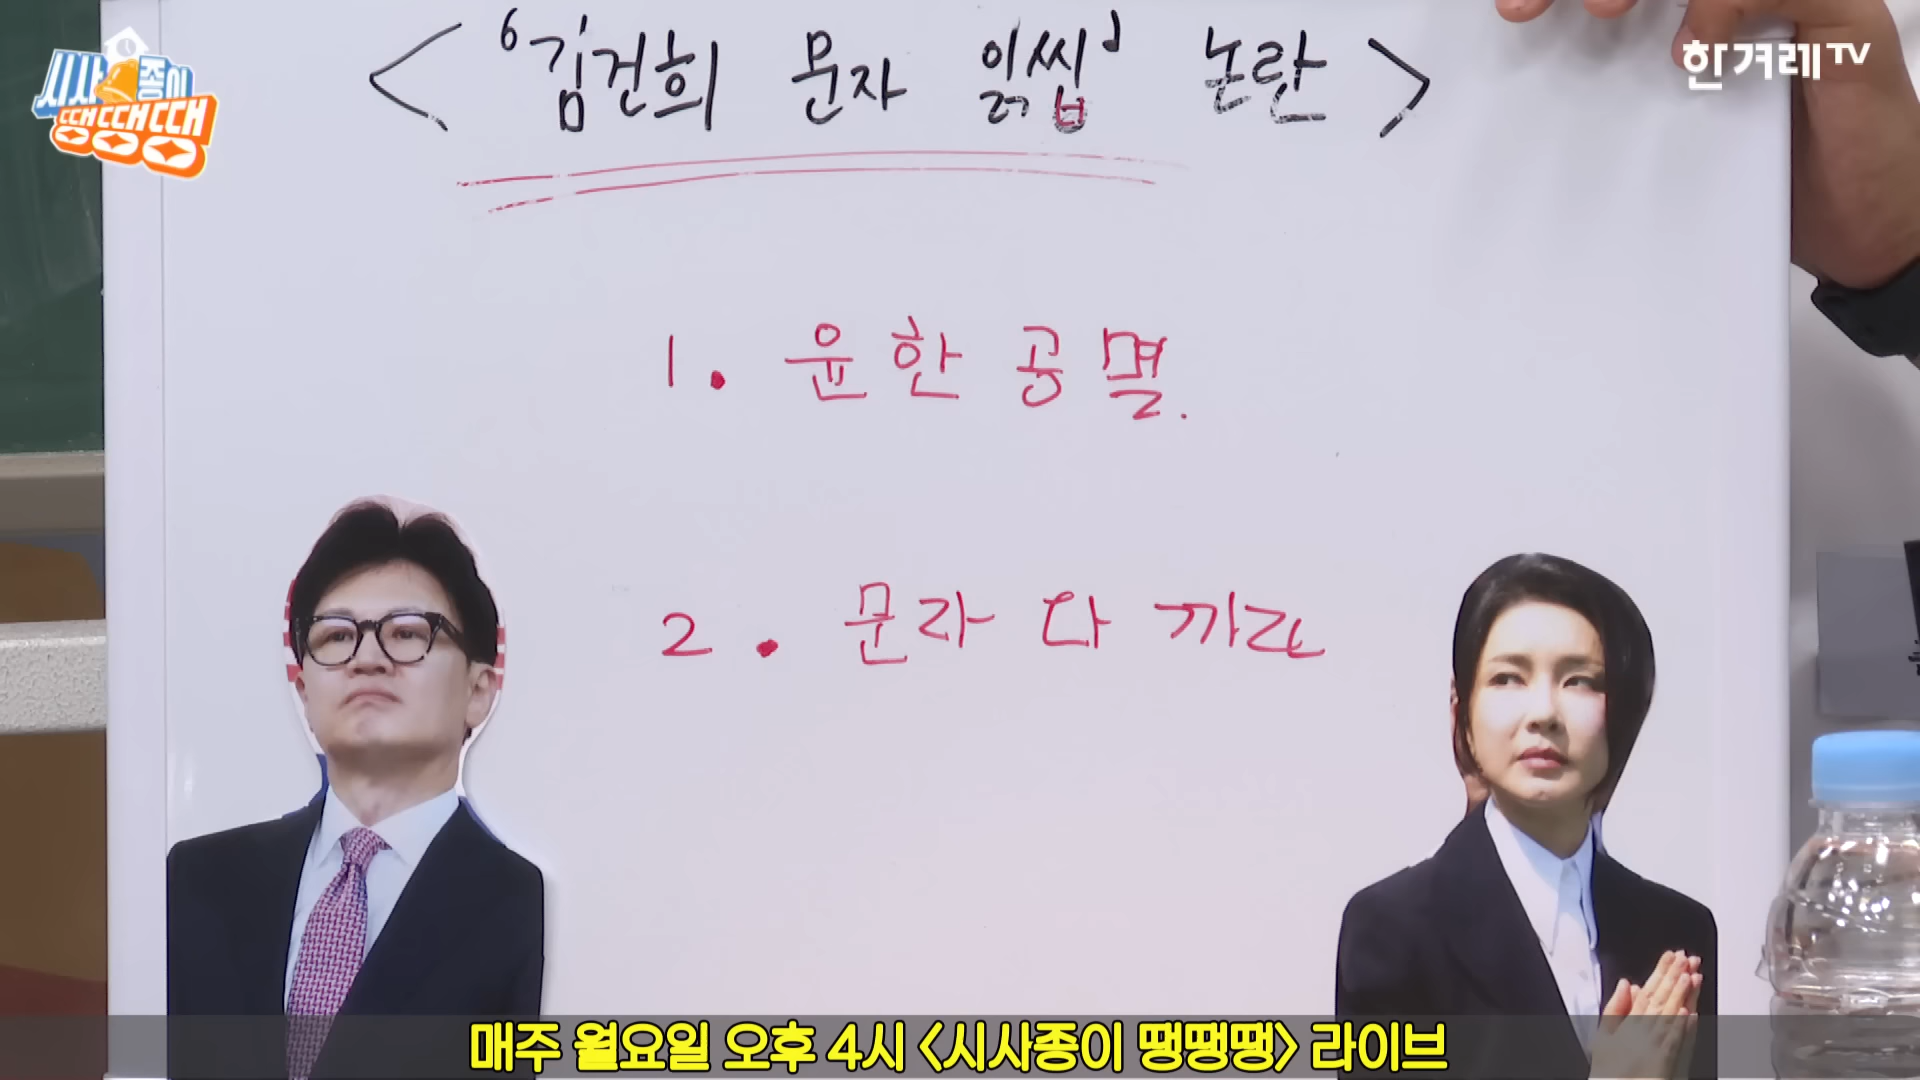 시사종이
땡땡땡
한겨레TV
<'김건희 문자 읽씹' 논란>
1. 윤한 공멸.
2. 문자 다 까라
매주 월요일 오후 4시 <시사종이 땡땡땡> 라이브